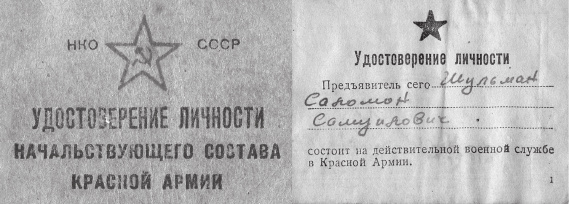 НКО СССР
УДОСТОВЕРЕНИЕ ЛИЧНОСТИ
НАЧАЛЬСТВУЮЩЕГО СОСТАВА
КРАСНОЙ АРМИИ
Удостоверение личности
Предъявитель сего Шульман
Саломон
Самуилович
состоит на действительной военной службе
в Красной Армии.
1